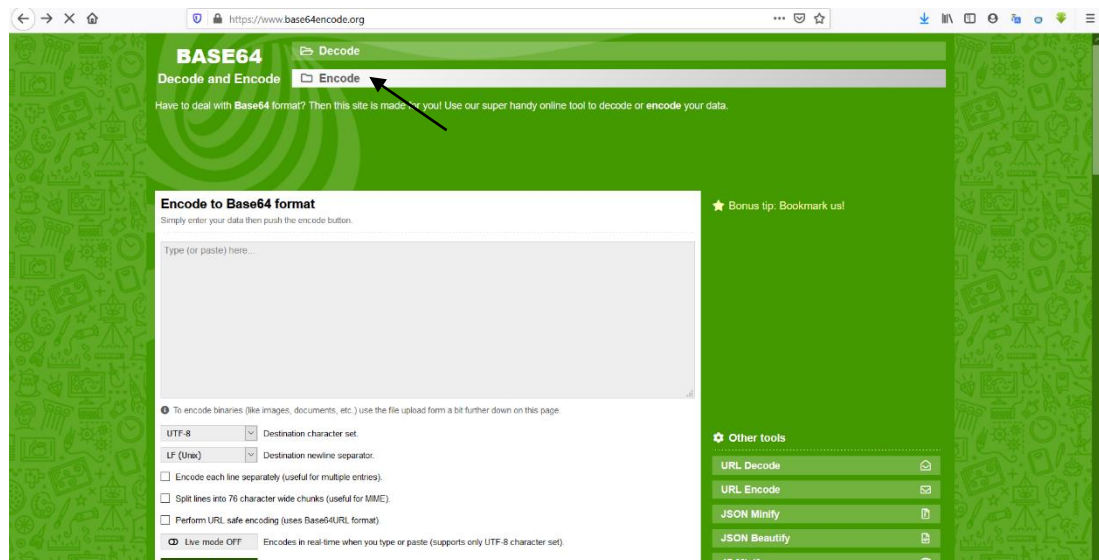 https://www.base64encode.org
BASE64
Decode and Encode
Decode
Encode
Have to deal with Base64 format? Then this site is made for you! Use our super handy online tool to decode or encode your data.
Encode to Base64 format
Simply enter your data then push the encode button.
Type (or paste) here...
To encode binaries (like images, documents, etc.) use the file upload form a bit further down on this page.
UTF-8 Destination character set.
LF (Unix) Destination newline separator.
Encode each line separately (useful for multiple entries).
Split lines into 76 character wide chunks (useful for MIME).
Perform URL safe encoding (uses Base64URL format).
Live mode OFF Encodes in real-time when you type or paste (supports only UTF-8 character set).
Bonus tip: Bookmark us!
Other tools
URL Decode
URL Encode
JSON Minify
JSON Beautify